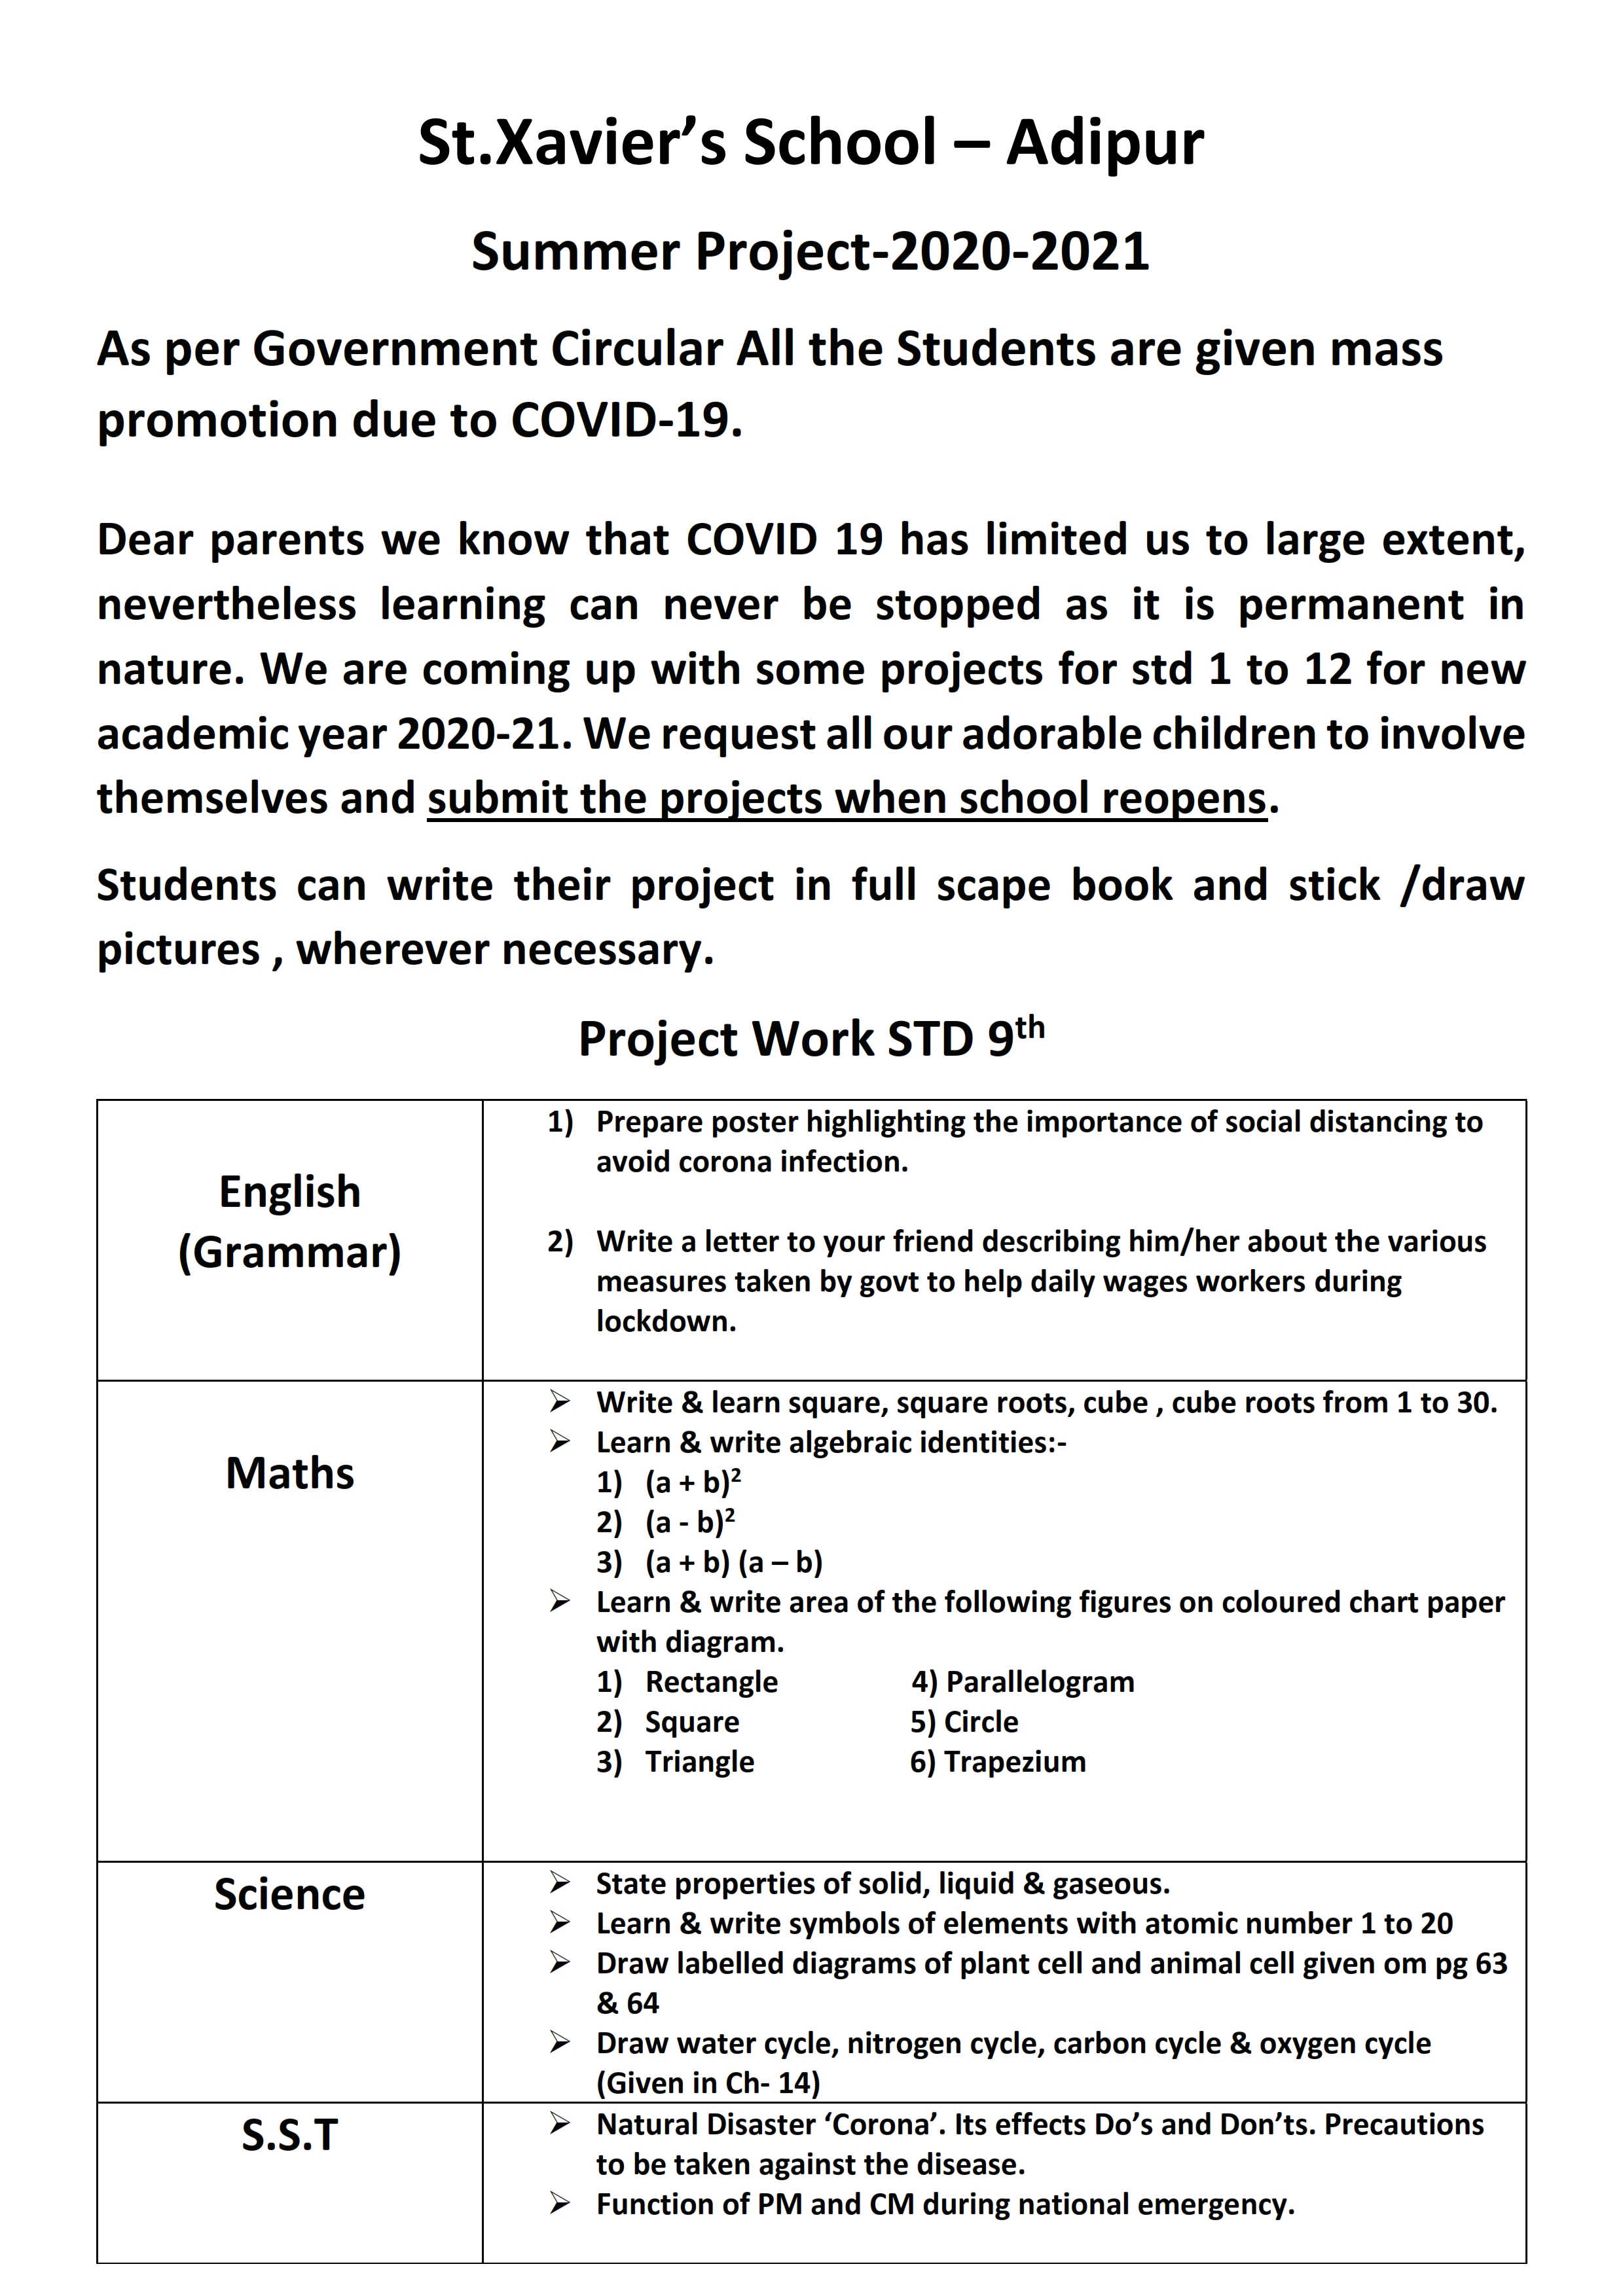 St.Xavier’s School – Adipur
Summer Project-2020-2021
As per Government Circular All the Students are given mass
promotion due to COVID-19.
Dear parents we know that COVID 19 has limited us to large extent,
nevertheless learning can never be stopped as it is permanent in
nature. We are coming up with some projects for std 1 to 12 for new
academic year 2020-21. We request all our adorable children to involve
themselves and submit the projects when school reopens.
Students can write their project in full scape book and stick /draw
pictures , wherever necessary.
Project Work STD 9th
English
(Grammar)
1) Prepare poster highlighting the importance of social distancing to
avoid corona infection.
2) Write a letter to your friend describing him/her about the various
measures taken by govt to help daily wages workers during
lockdown.
Maths
➢ Write & learn square, square roots, cube , cube roots from 1 to 30.
➢ Learn & write algebraic identities:-
1) (a + b)²
2) (a - b)²
3) (a + b) (a – b)
➢ Learn & write area of the following figures on coloured chart paper
with diagram.
1) Rectangle 4) Parallelogram
2) Square 5) Circle
3) Triangle 6) Trapezium
Science
➢ State properties of solid, liquid & gaseous.
➢ Learn & write symbols of elements with atomic number 1 to 20
➢ Draw labelled diagrams of plant cell and animal cell given om pg 63
& 64
➢ Draw water cycle, nitrogen cycle, carbon cycle & oxygen cycle
(Given in Ch- 14)
S.S.T
➢ Natural Disaster ‘Corona’. Its effects Do’s and Don’ts. Precautions
to be taken against the disease.
➢ Function of PM and CM during national emergency.